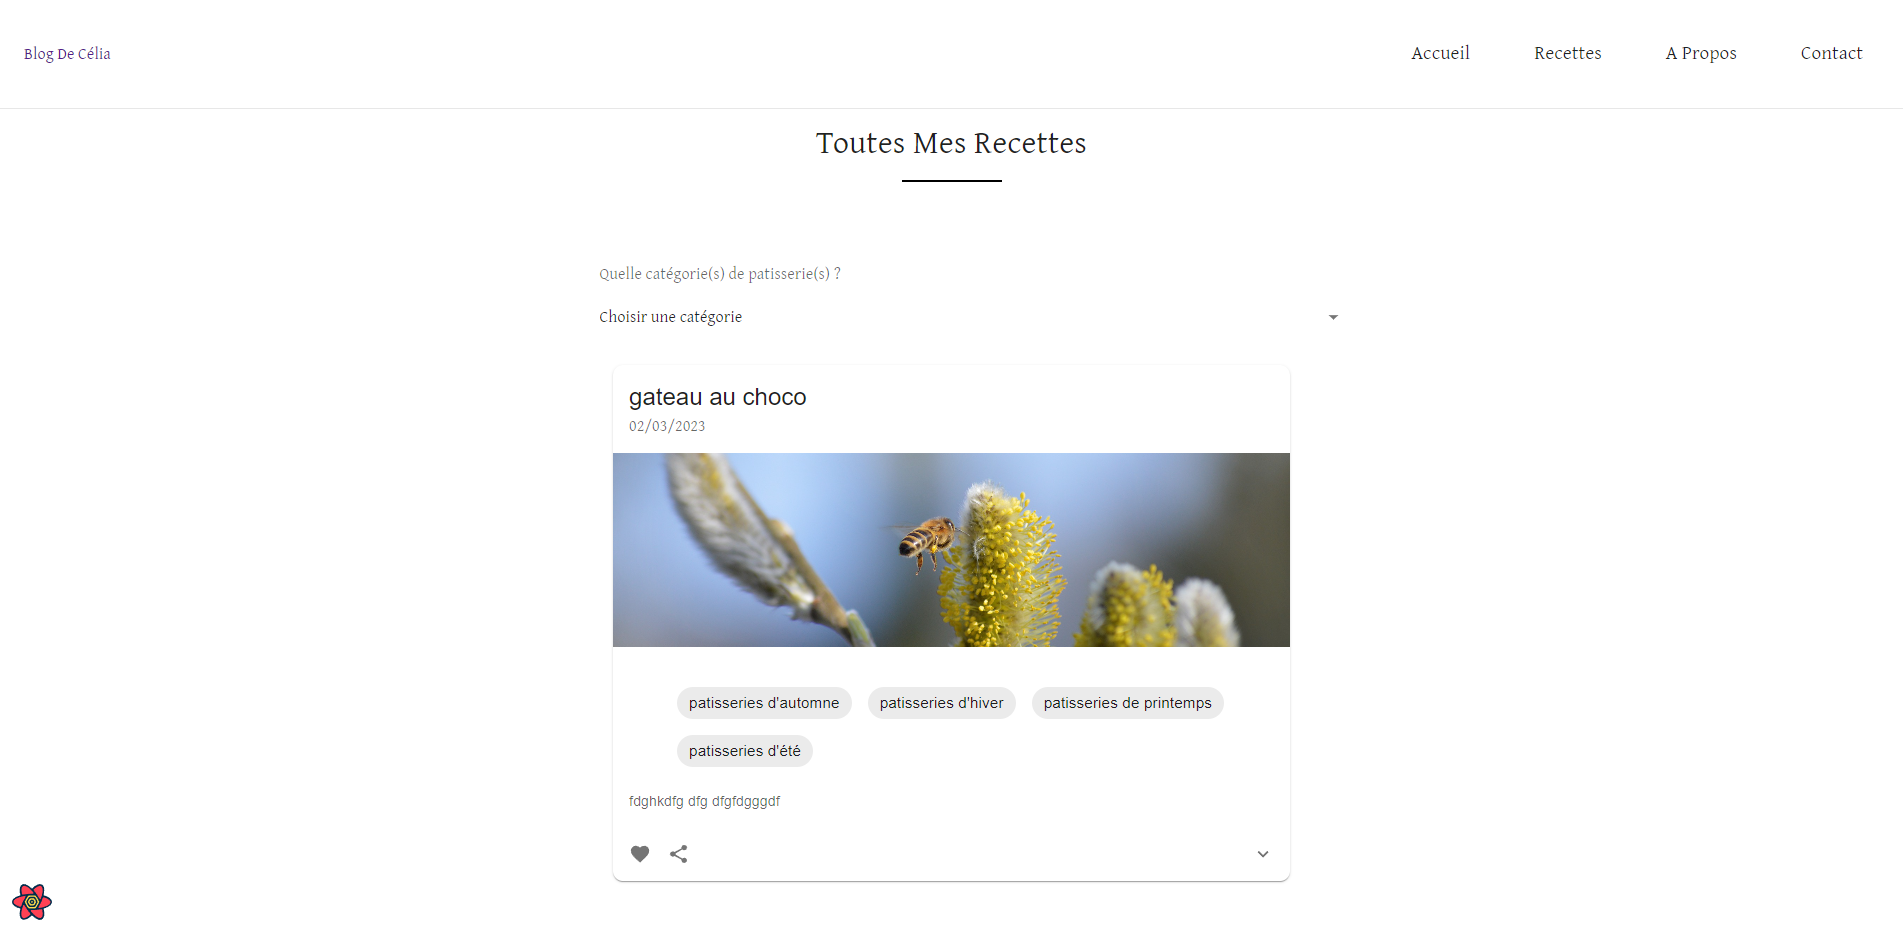 Blog De Célia
Accueil Recettes A Propos Contact
Toutes Mes Recettes
Quelle catégorie(s) de patisserie(s) ?
Choisir une catégorie
gateau au choco
02/03/2023
patisseries d'automne patisseries d'hiver patisseries de printemps
patisseries d'été
fdghkdfg dfg dfgfdgggdf